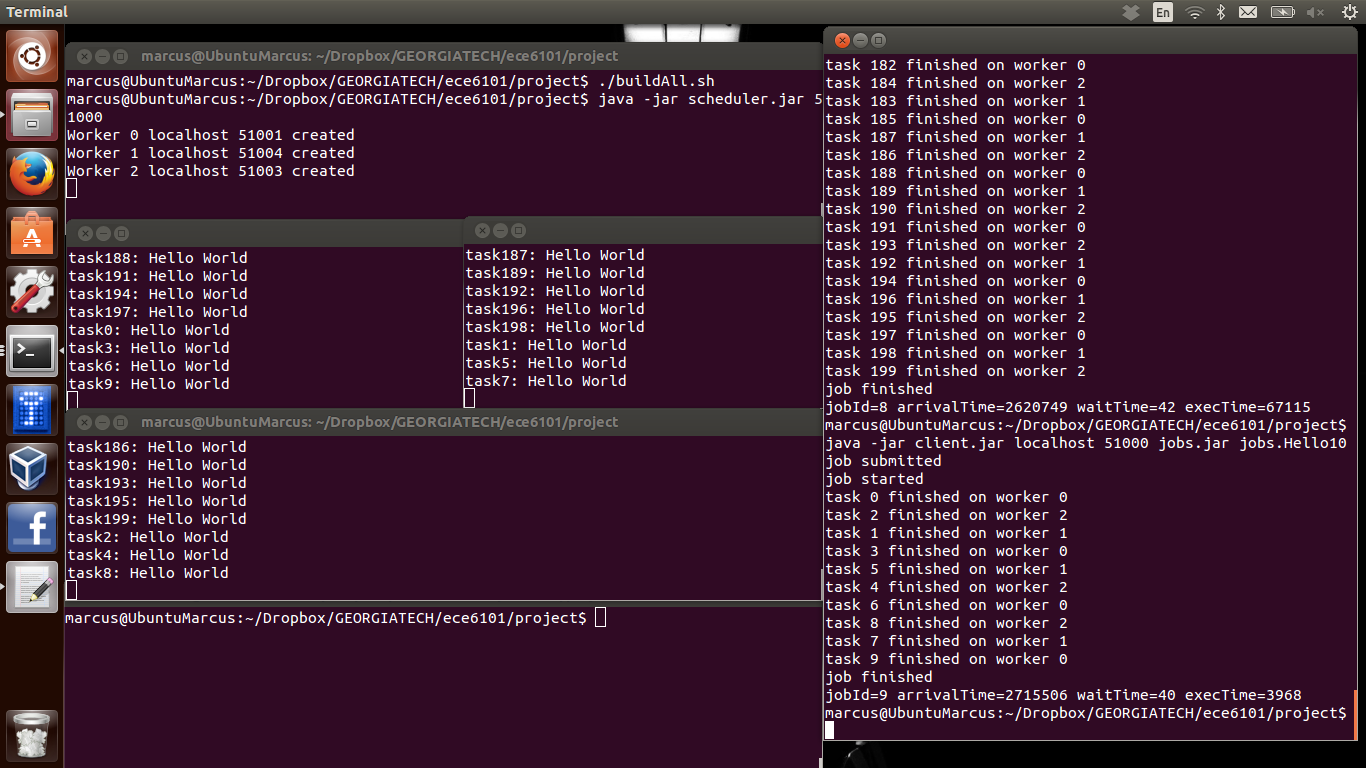 Terminal
En
marcus@UbuntuMarcus: ~/Dropbox/GEORGIATECH/ece6101/project
marcus@UbuntuMarcus:~/Dropbox/GEORGIATECH/ece6101/project$ ./buildAll.sh
marcus@UbuntuMarcus:~/Dropbox/GEORGIATECH/ece6101/project$ java -jar scheduler.jar 5
1000
Worker 0 localhost 51001 created
Worker 1 localhost 51004 created
Worker 2 localhost 51003 created
task188: Hello World
task191: Hello World
task194: Hello World
task197: Hello World
task0: Hello World
task3: Hello World
task6: Hello World
task9: Hello World
task187: Hello World
task189: Hello World
task192: Hello World
task196: Hello World
task198: Hello World
task1: Hello World
task5: Hello World
task7: Hello World
marcus@UbuntuMarcus: ~/Dropbox/GEORGIATECH/ece6101/project
task186: Hello World
task190: Hello World
task193: Hello World
task195: Hello World
task199: Hello World
task2: Hello World
task4: Hello World
task8: Hello World
marcus@UbuntuMarcus:~/Dropbox/GEORGIATECH/ece6101/project$
task 182 finished on worker 0
task 184 finished on worker 2
task 183 finished on worker 1
task 185 finished on worker 0
task 187 finished on worker 1
task 186 finished on worker 2
task 188 finished on worker 0
task 189 finished on worker 1
task 190 finished on worker 2
task 191 finished on worker 0
task 193 finished on worker 2
task 192 finished on worker 1
task 194 finished on worker 0
task 196 finished on worker 1
task 195 finished on worker 2
task 197 finished on worker 0
task 198 finished on worker 1
task 199 finished on worker 2
job finished
jobId=8 arrivalTime=2620749 waitTime=42 execTime=67115
marcus@UbuntuMarcus:~/Dropbox/GEORGIATECH/ece6101/project$
java -jar client.jar localhost 51000 jobs.jar jobs.Hello10
job submitted
job started
task 0 finished on worker 0
task 2 finished on worker 2
task 1 finished on worker 1
task 3 finished on worker 0
task 5 finished on worker 1
task 4 finished on worker 2
task 6 finished on worker 0
task 8 finished on worker 2
task 7 finished on worker 1
task 9 finished on worker 0
job finished
jobId=9 arrivalTime=2715506 waitTime=40 execTime=3968
marcus@UbuntuMarcus:~/Dropbox/GEORGIATECH/ece6101/project$